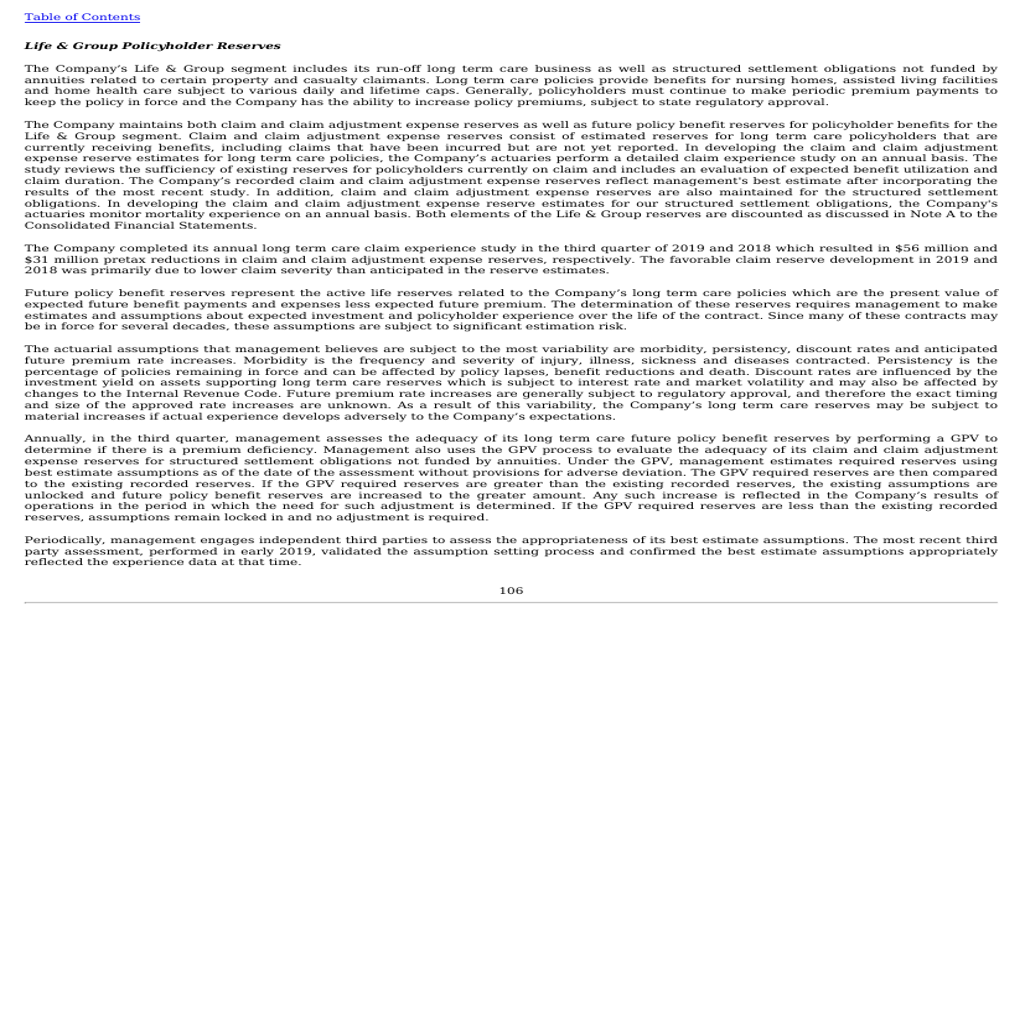 Table of Contents
Life & Group Policyholder Reserves
The Company’s Life & Group segment includes its run-off long term care business as well as structured settlement obligations not funded by
annuities related to certain property and casualty claimants. Long term care policies provide benefits for nursing homes, assisted living facilities
and home health care subject to various daily and lifetime caps. Generally, policyholders must continue to make periodic premium payments to
keep the policy in force and the Company has the ability to increase policy premiums, subject to state regulatory approval.
The Company maintains both claim and claim adjustment expense reserves as well as future policy benefit reserves for policyholder benefits for the
Life & Group segment. Claim and claim adjustment expense reserves consist of estimated reserves for long term care policyholders that are
currently receiving benefits, including claims that have been incurred but are not yet reported. In developing the claim and claim adjustment
expense reserve estimates for long term care policies, the Company’s actuaries perform a detailed claim experience study on an annual basis. The
study reviews the sufficiency of existing reserves for policyholders currently on claim and includes an evaluation of expected benefit utilization and
claim duration. The Company’s recorded claim and claim adjustment expense reserves reflect management's best estimate after incorporating the
results of the most recent study. In addition, claim and claim adjustment expense reserves are also maintained for the structured settlement
obligations. In developing the claim and claim adjustment expense reserve estimates for our structured settlement obligations, the Company's
actuaries monitor mortality experience on an annual basis. Both elements of the Life & Group reserves are discounted as discussed in Note A to the
Consolidated Financial Statements.
The Company completed its annual long term care claim experience study in the third quarter of 2019 and 2018 which resulted in $56 million and
$31 million pretax reductions in claim and claim adjustment expense reserves, respectively. The favorable claim reserve development in 2019 and
2018 was primarily due to lower claim severity than anticipated in the reserve estimates.
Future policy benefit reserves represent the active life reserves related to the Company’s long term care policies which are the present value of
expected future benefit payments and expenses less expected future premium. The determination of these reserves requires management to make
estimates and assumptions about expected investment and policyholder experience over the life of the contract. Since many of these contracts may
be in force for several decades, these assumptions are subject to significant estimation risk.
The actuarial assumptions that management believes are subject to the most variability are morbidity, persistency, discount rates and anticipated
future premium rate increases. Morbidity is the frequency and severity of injury, illness, sickness and diseases contracted. Persistency is the
percentage of policies remaining in force and can be affected by policy lapses, benefit reductions and death. Discount rates are influenced by the
investment yield on assets supporting long term care reserves which is subject to interest rate and market volatility and may also be affected by
changes to the Internal Revenue Code. Future premium rate increases are generally subject to regulatory approval, and therefore the exact timing
and size of the approved rate increases are unknown. As a result of this variability, the Company’s long term care reserves may be subject to
material increases if actual experience develops adversely to the Company’s expectations.
Annually, in the third quarter, management assesses the adequacy of its long term care future policy benefit reserves by performing a GPV to
determine if there is a premium deficiency. Management also uses the GPV process to evaluate the adequacy of its claim and claim adjustment
expense reserves for structured settlement obligations not funded by annuities. Under the GPV, management estimates required reserves using
best estimate assumptions as of the date of the assessment without provisions for adverse deviation. The GPV required reserves are then compared
to the existing recorded reserves. If the GPV required reserves are greater than the existing recorded reserves, the existing assumptions are
unlocked and future policy benefit reserves are increased to the greater amount. Any such increase is reflected in the Company’s results of
operations in the period in which the need for such adjustment is determined. If the GPV required reserves are less than the existing recorded
reserves, assumptions remain locked in and no adjustment is required.
Periodically, management engages independent third parties to assess the appropriateness of its best estimate assumptions. The most recent third
party assessment, performed in early 2019, validated the assumption setting process and confirmed the best estimate assumptions appropriately
reflected the experience data at that time.
106